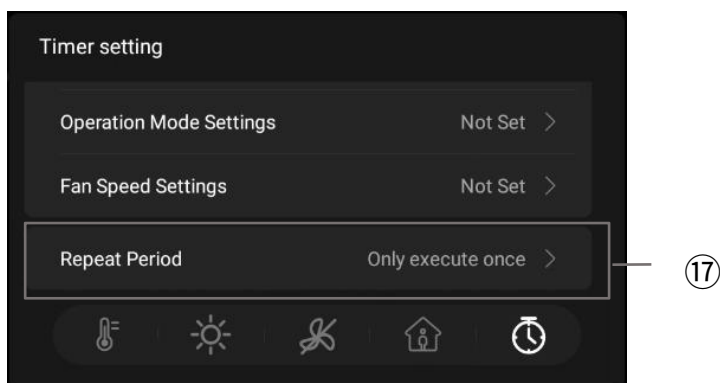 Timer setting
Operation Mode Settings Not Set >
Fan Speed Settings Not Set >
Repeat Period Only execute once >
⑰